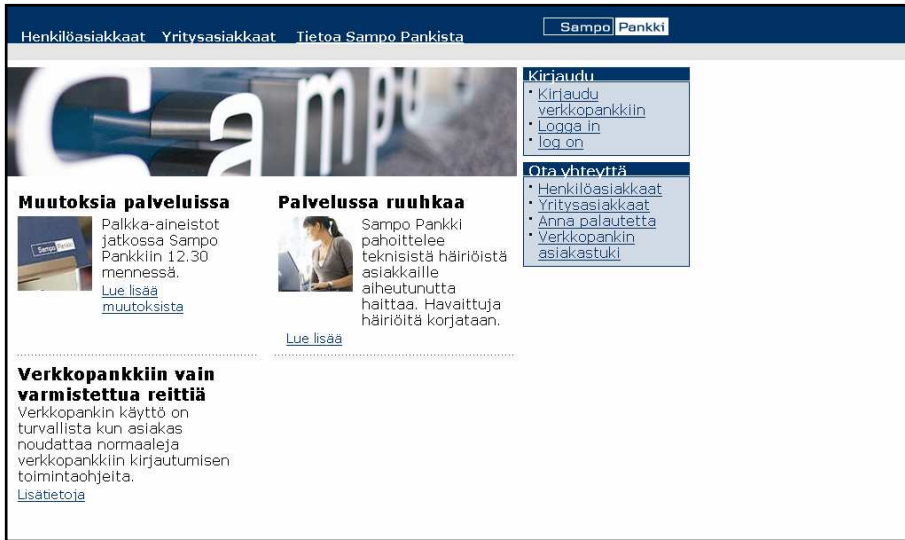 Henkilöasiakkaat Yritysasiakkaat Tietoa Sampo Pankista
Sampo Pankki
Sampo
Kirjaudu
Kirjaudu
verkkopankkiin
Logga in
log on
Ota yhteyttä
Henkilöasiakkaat
Yritysasiakkaat
Anna palautetta
Verkkopankin
asiakastuki
Muutoksia palveluissa
Sampo Pankki
Palkka-aineistot
jatkossa Sampo
Pankkiin 12.30
mennessä.
Lue lisää
muutoksista
Palvelussa ruuhkaa
Sampo Pankki
pahoittelee
teknisistä häiriöistä
asiakkaille
aiheutunutta
haittaa. Havaittuja
häiriöitä korjataan.
Lue lisää
Verkkopankkiin vain
varmistettua reittiä
Verkkopankin käyttö on
turvallista kun asiakas
noudattaa normaaleja
verkkopankkiin kirjautumisen
toimintaohjeita.
Lisätietoja